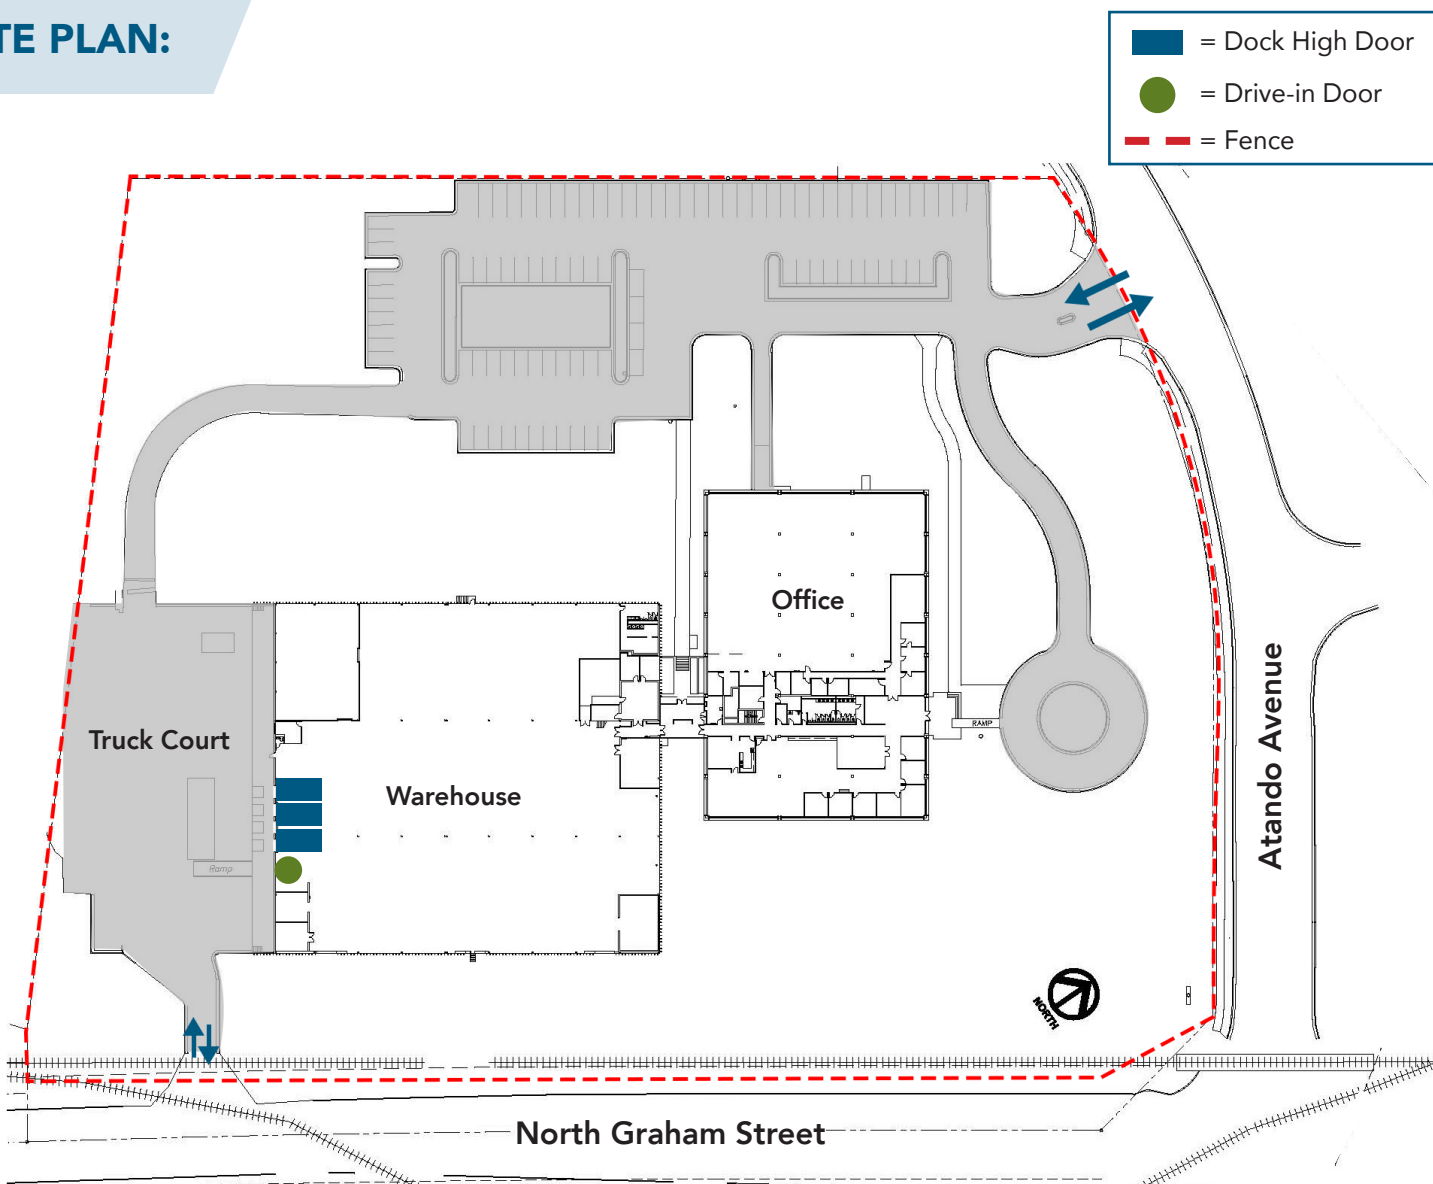 TE PLAN:
= Dock High Door
= Drive-in Door
= Fence
Office
Truck Court
Warehouse
RAMP
Ramp
Atando Avenue
NORTH
North Graham Street